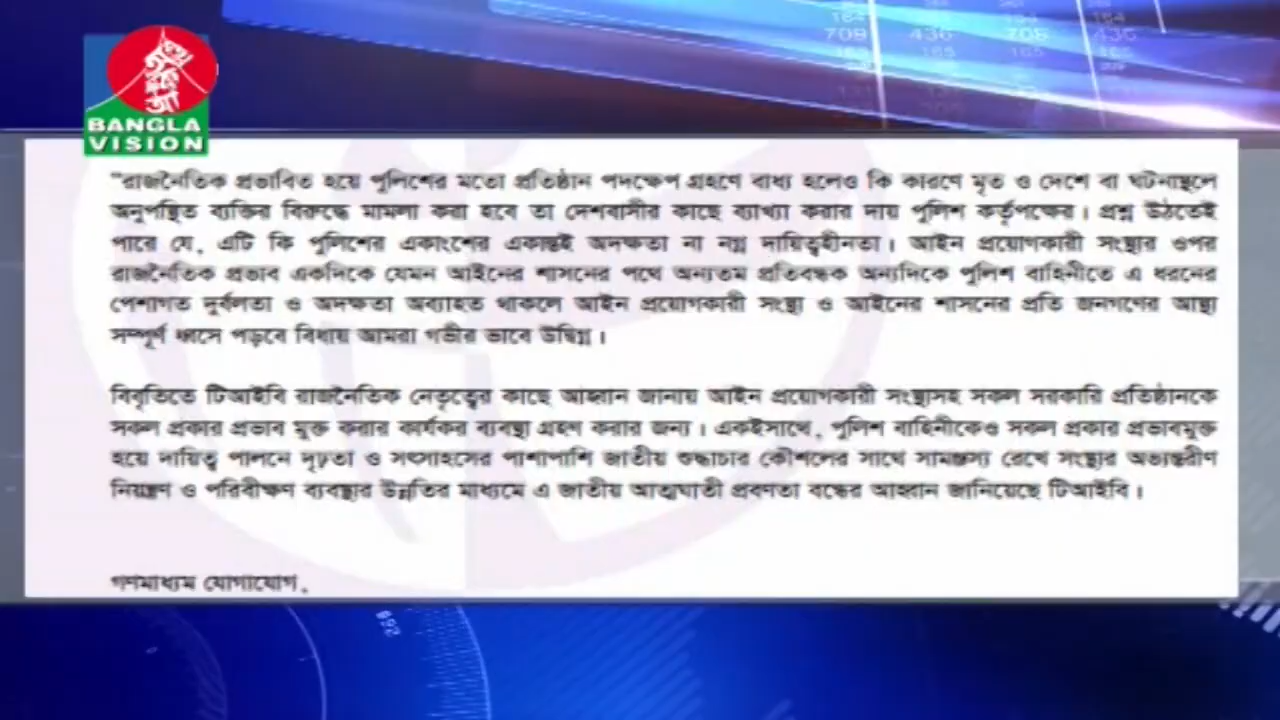 BANGLA
VISION
709 436 708 436
"রাজনৈতিক প্রভাবিত হয়ে পুলিশের মতো প্রতিষ্ঠান পদক্ষেপ গ্রহণে বাধ্য হলেও কি কারণে মৃত ও দেশে বা ঘটনাস্থলে
অনুপস্থিত ব্যক্তির বিরুদ্ধে মামলা করা হবে তা দেশবাসীর কাছে ব্যাখ্যা করার দায় পুলিশ কর্তৃপক্ষের। প্রশ্ন উঠতেই
পারে যে, এটি কি পুলিশের একাংশের একান্তই অদক্ষতা না নগ্ন দায়িত্বহীনতা। আইন প্রয়োগকারী সংস্থার ওপর
রাজনৈতিক প্রভাব একদিকে যেমন আইনের শাসনের পথে অন্যতম প্রতিবন্ধক অন্যদিকে পুলিশ বাহিনীতে এ ধরনের
পেশাগত দুর্বলতা ও অদক্ষতা অব্যাহত থাকলে আইন প্রয়োগকারী সংস্থা ও আইনের শাসনের প্রতি জনগণের আস্থা
সম্পূর্ণ ধ্বসে পড়বে বিধায় আমরা গভীর ভাবে উদ্বিগ্ন।
বিবৃতিতে টিআইবি রাজনৈতিক নেতৃত্বের কাছে আহ্বান জানায় আইন প্রয়োগকারী সংস্থাসহ সকল সরকারি প্রতিষ্ঠানকে
সকল প্রকার প্রভাব মুক্ত করার কার্যকর ব্যবস্থা গ্রহণ করার জন্য। একইসাথে, পুলিশ বাহিনীকেও সকল প্রকার প্রভাবমুক্ত
হয়ে দায়িত্ব পালনে দৃঢ়তা ও সৎসাহসের পাশাপাশি জাতীয় শুদ্ধাচার কৌশলের সাথে সামঞ্জস্য রেখে সংস্থার অভ্যন্তরীণ
নিয়ন্ত্রণ ও পরিবীক্ষণ ব্যবস্থার উন্নতির মাধ্যমে এ জাতীয় আত্মঘাতী প্রবণতা বন্ধের আহ্বান জানিয়েছে টিআইবি।
গণমাধ্যম যোগাযোগ,